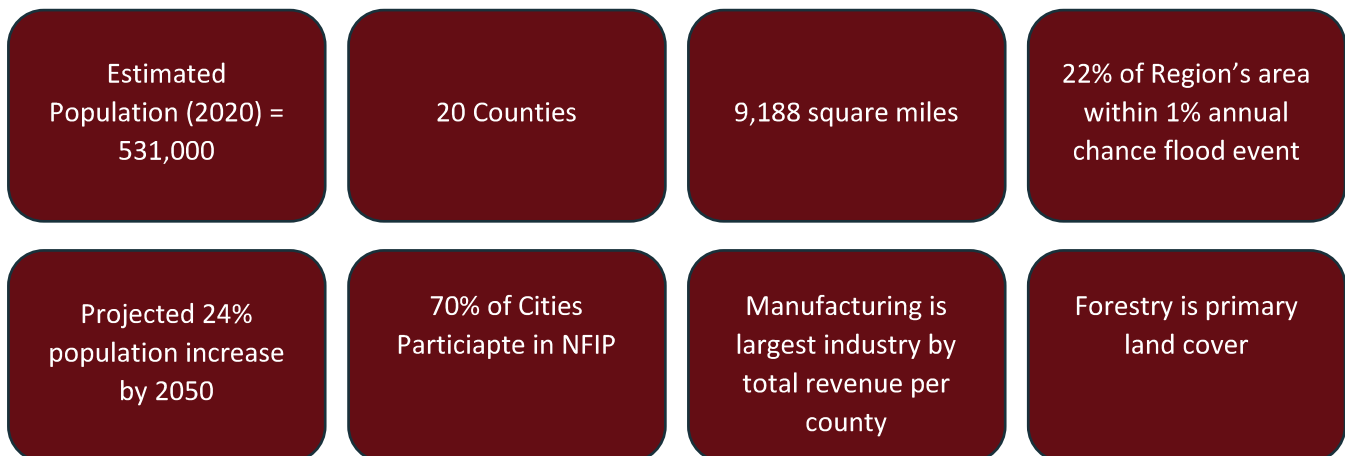 Estimated
Population (2020) =
531,000
20 Counties
9,188 square miles
22% of Region’s area
within 1% annual
chance flood event
Projected 24%
population increase
by 2050
70% of Cities
Particiapte in NFIP
Manufacturing is
largest industry by
total revenue per
county
Forestry is primary
land cover